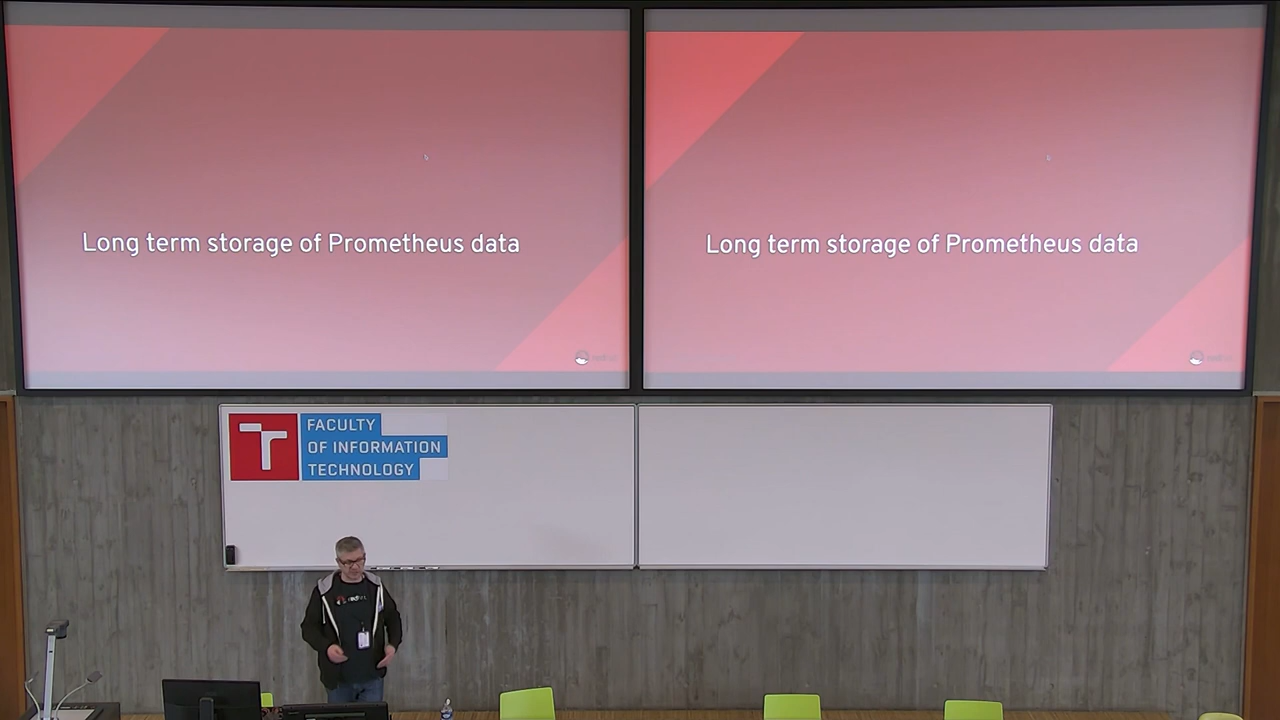 Long term storage of Prometheus data
Long term storage of Prometheus data
FACULTY
OF INFORMATION
TECHNOLOGY